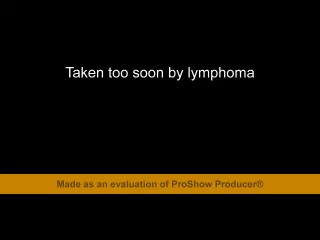 Taken too soon by lymphoma
Made as an evaluation of ProShow Producer®